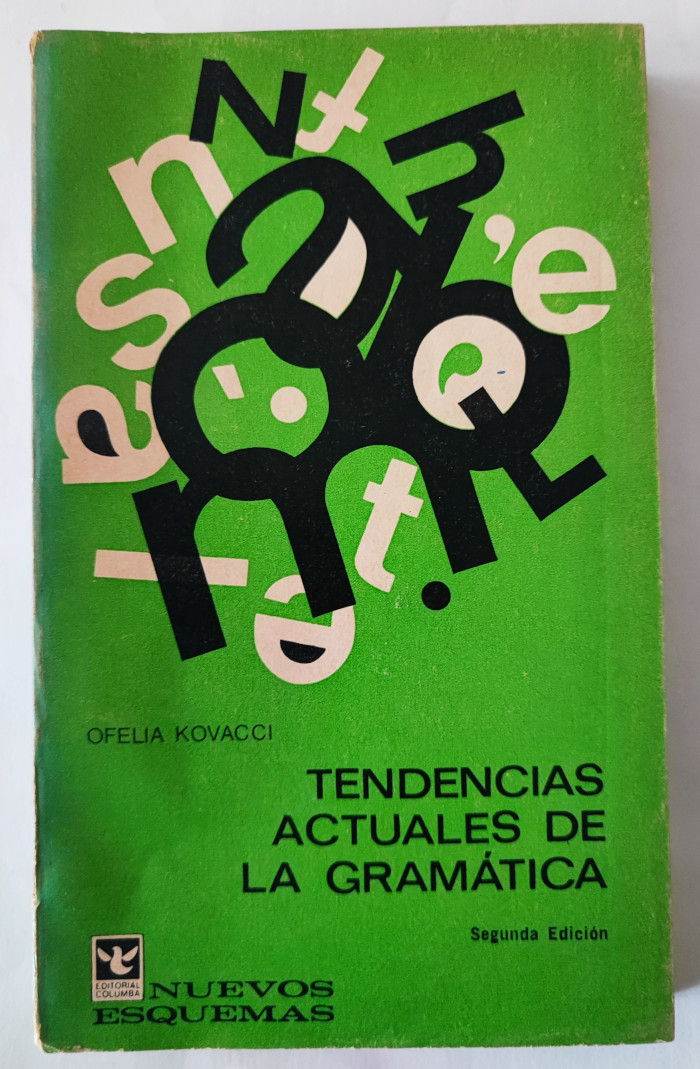 OFELIA KOVACCI
TENDENCIAS
ACTUALES DE
LA GRAMÁTICA
Segunda Edición
EDITORIAL
COLUMBA
NUEVOS
ESQUEMAS